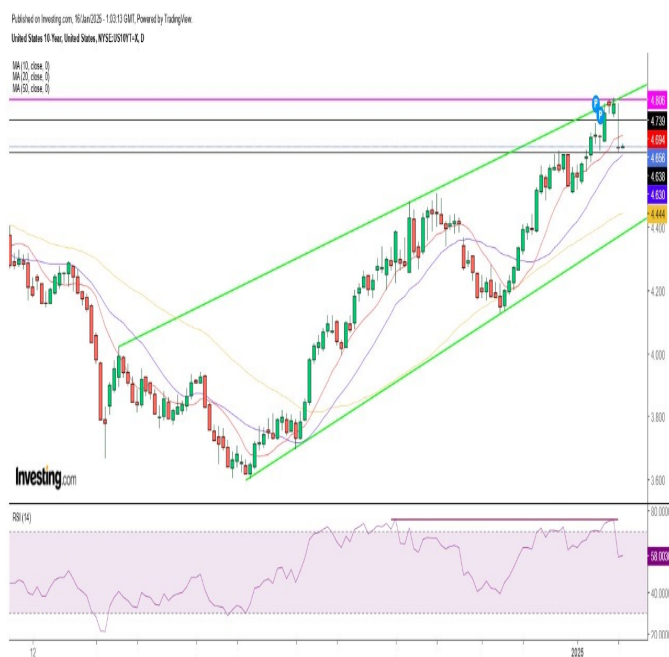 Published on Investing.com, 16/Jan/2025 - 1:03:13 GMT, Powered by TradingView.
United States 10-Year, United States, NYSE:US10YT=X, D
MA (10, close, 0)
MA (20, close, 0)
MA (50, close, 0)
4.806
4.739
4.694
4.656
4.638
4.630
4.444
4.400
4.200
4.000
3.800
3.600
Investing.com
RSI (14)
80.0000
58.0030
40.0000
20.0000
12
2025